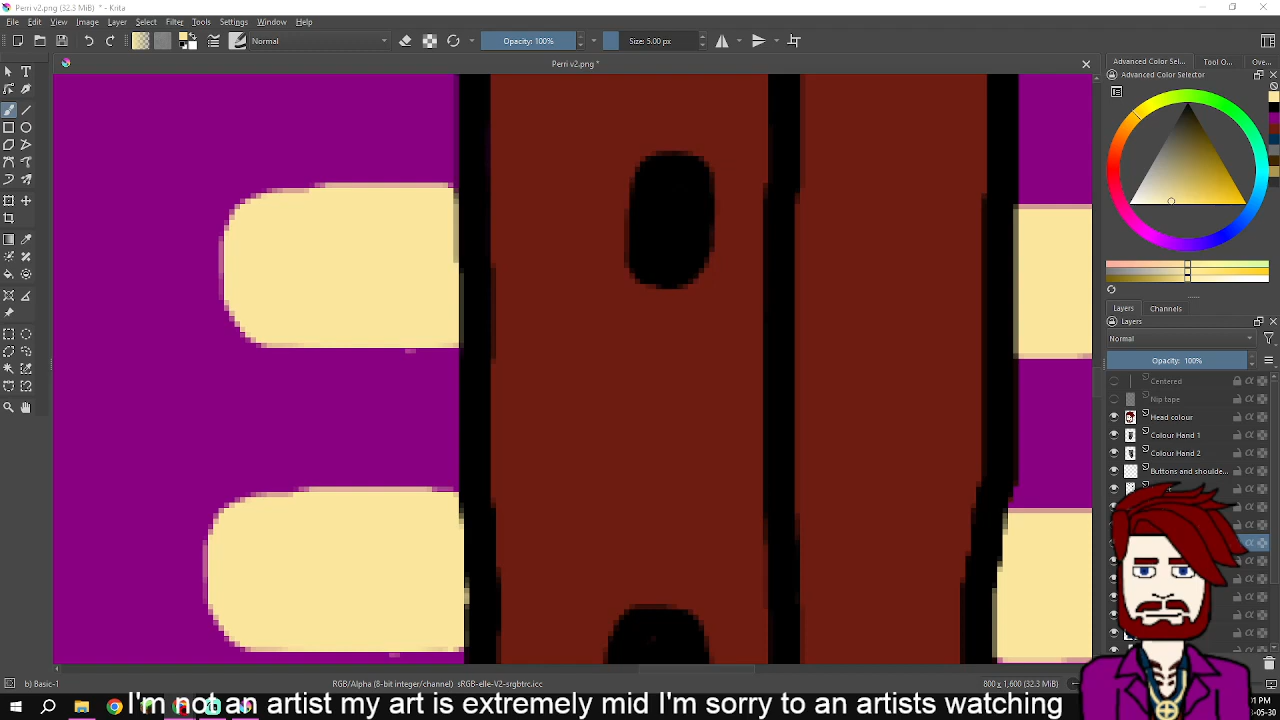 Perri v2.png (32.3 MiB) * - Krita
File Edit View Image Layer Select Filter Tools Settings Window Help
Normal Opacity: 100% Size: 5.00 px
Perri v2.png *
Advanced Color Sel... Tool O... Ove...
Advanced Color Selector
Layers Channels
Layers
Normal
Opacity: 100%
Centered
Nip tape
Head colour
Colour Hand 1
Colour Hand 2
Buttons and shoulde...
b) Basic-1 RGB/Alpha (8-bit integer/channel) sRGB-elle-V2-srgbtrc.icc 800 x 1,600 (32.3 MiB)
I'm not an artist my art is extremely mid I'm sorry to an artists watching